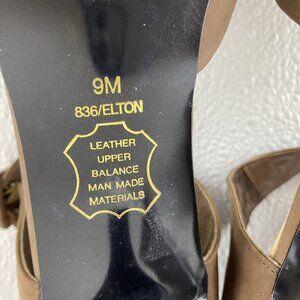 9M
836/ELTON
LEATHER
UPPER
BALANCE
MAN MADE
MATERIALS